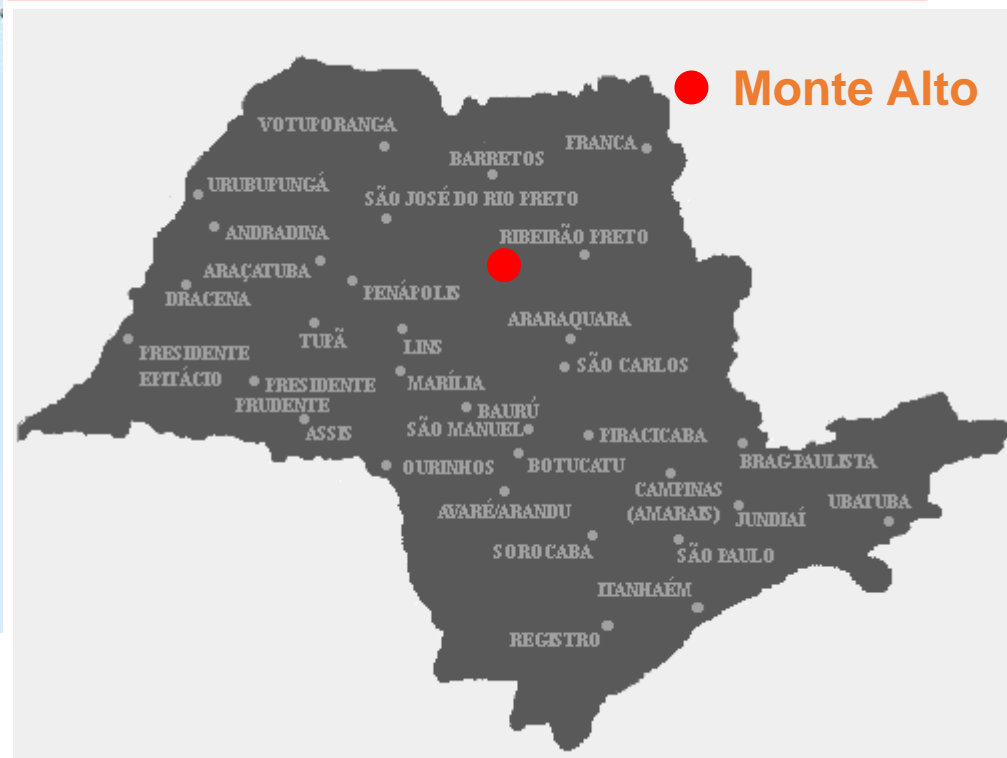 Monte Alto
VOTUPORANGA
FRANCA
BARRETOS
URUBUPUNGÁ
SÃO JOSÉ DO RIO PRETO
ANDRADINA
RIBEIRÃO PRETO
ARAÇATUBA
DRACENA
PENÁPOLIS
ARARAQUARA
TUPÃ
LINS
PRESIDENTE
EPITÁCIO
SÃO CARLOS
PRESIDENTE
PRUDENTE
MARÍLIA
BAURÚ
ASSIS
SÃO MANUEL
PIRACICABA
OURINHOS
BOTUCATU
BRAG.PAULISTA
CAMPINAS
(AMARAIS)
AVARÉ/ARANDU
JUNDIAÍ
UBATUBA
SOROCABA
SÃO PAULO
ITANHAÉM
REGISTRO